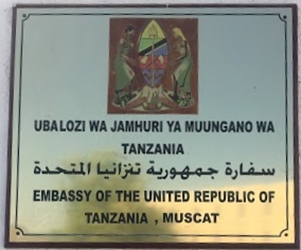 UBALOZI WA JAMHURI YA MUUNGANO WA
TANZANIA
سفارة جمهورية تنزانيا المتحدة
EMBASSY OF THE UNITED REPUBLIC OF
TANZANIA , MUSCAT